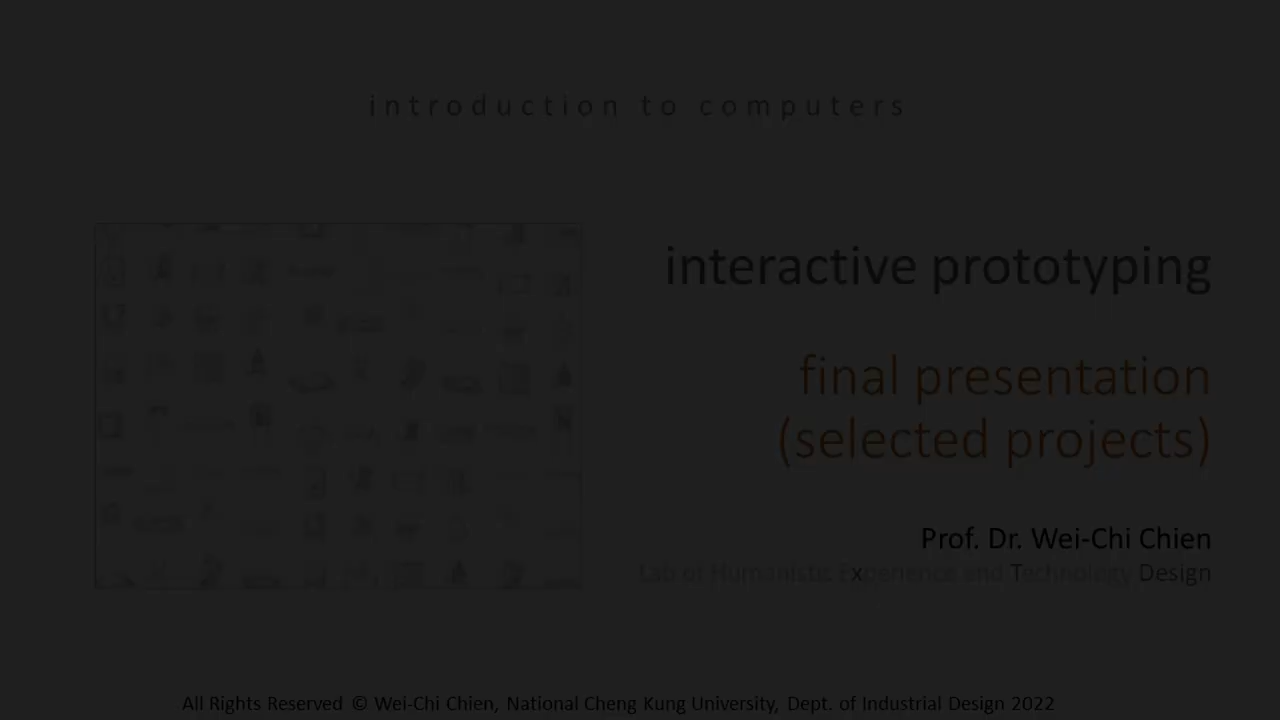 introduction to computers
interactive prototyping
final presentation
(selected projects)
Prof. Dr. Wei-Chi Chien
Lab of Humanistic Experience and Technology Design
All Rights Reserved © Wei-Chi Chien, National Cheng Kung University, Dept. of Industrial Design 2022